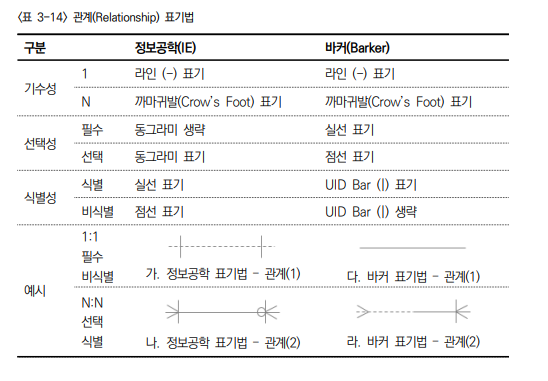 <표 3-14> 관계(Relationship) 표기법
구분 정보공학(IE) 바커(Barker)
기수성 1 라인 (-) 표기 라인 (-) 표기
N 까마귀발(Crow's Foot) 표기 까마귀발(Crow's Foot) 표기
선택성 필수 동그라미 생략 실선 표기
선택 동그라미 표기 점선 표기
식별성 식별 실선 표기 UID Bar (|) 표기
비식별 점선 표기 UID Bar (|) 생략
예시 1:1
필수
비식별
가. 정보공학 표기법 - 관계(1) 다. 바커 표기법 - 관계(1)
N:N
선택
식별
나. 정보공학 표기법 - 관계(2) 라. 바커 표기법 - 관계(2)